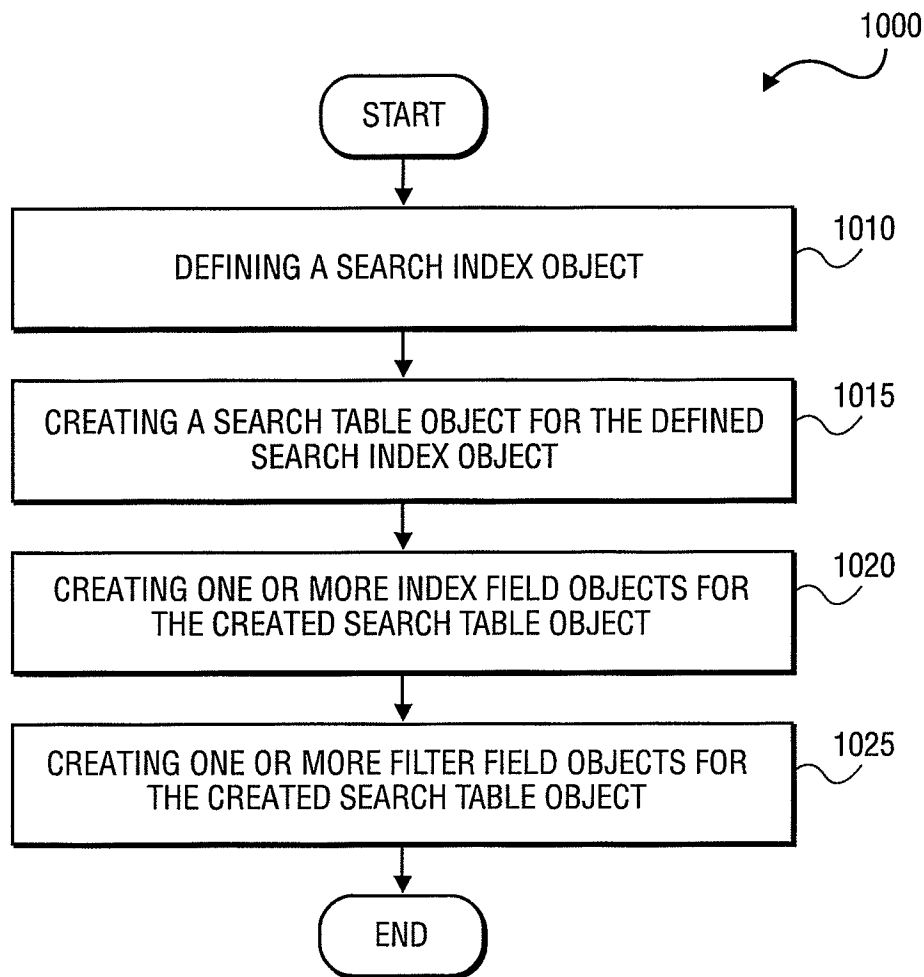 1000
START
DEFINING A SEARCH INDEX OBJECT
1010
CREATING A SEARCH TABLE OBJECT FOR THE DEFINED
SEARCH INDEX OBJECT
1015
CREATING ONE OR MORE INDEX FIELD OBJECTS FOR
THE CREATED SEARCH TABLE OBJECT
1020
CREATING ONE OR MORE FILTER FIELD OBJECTS FOR
THE CREATED SEARCH TABLE OBJECT
1025
END